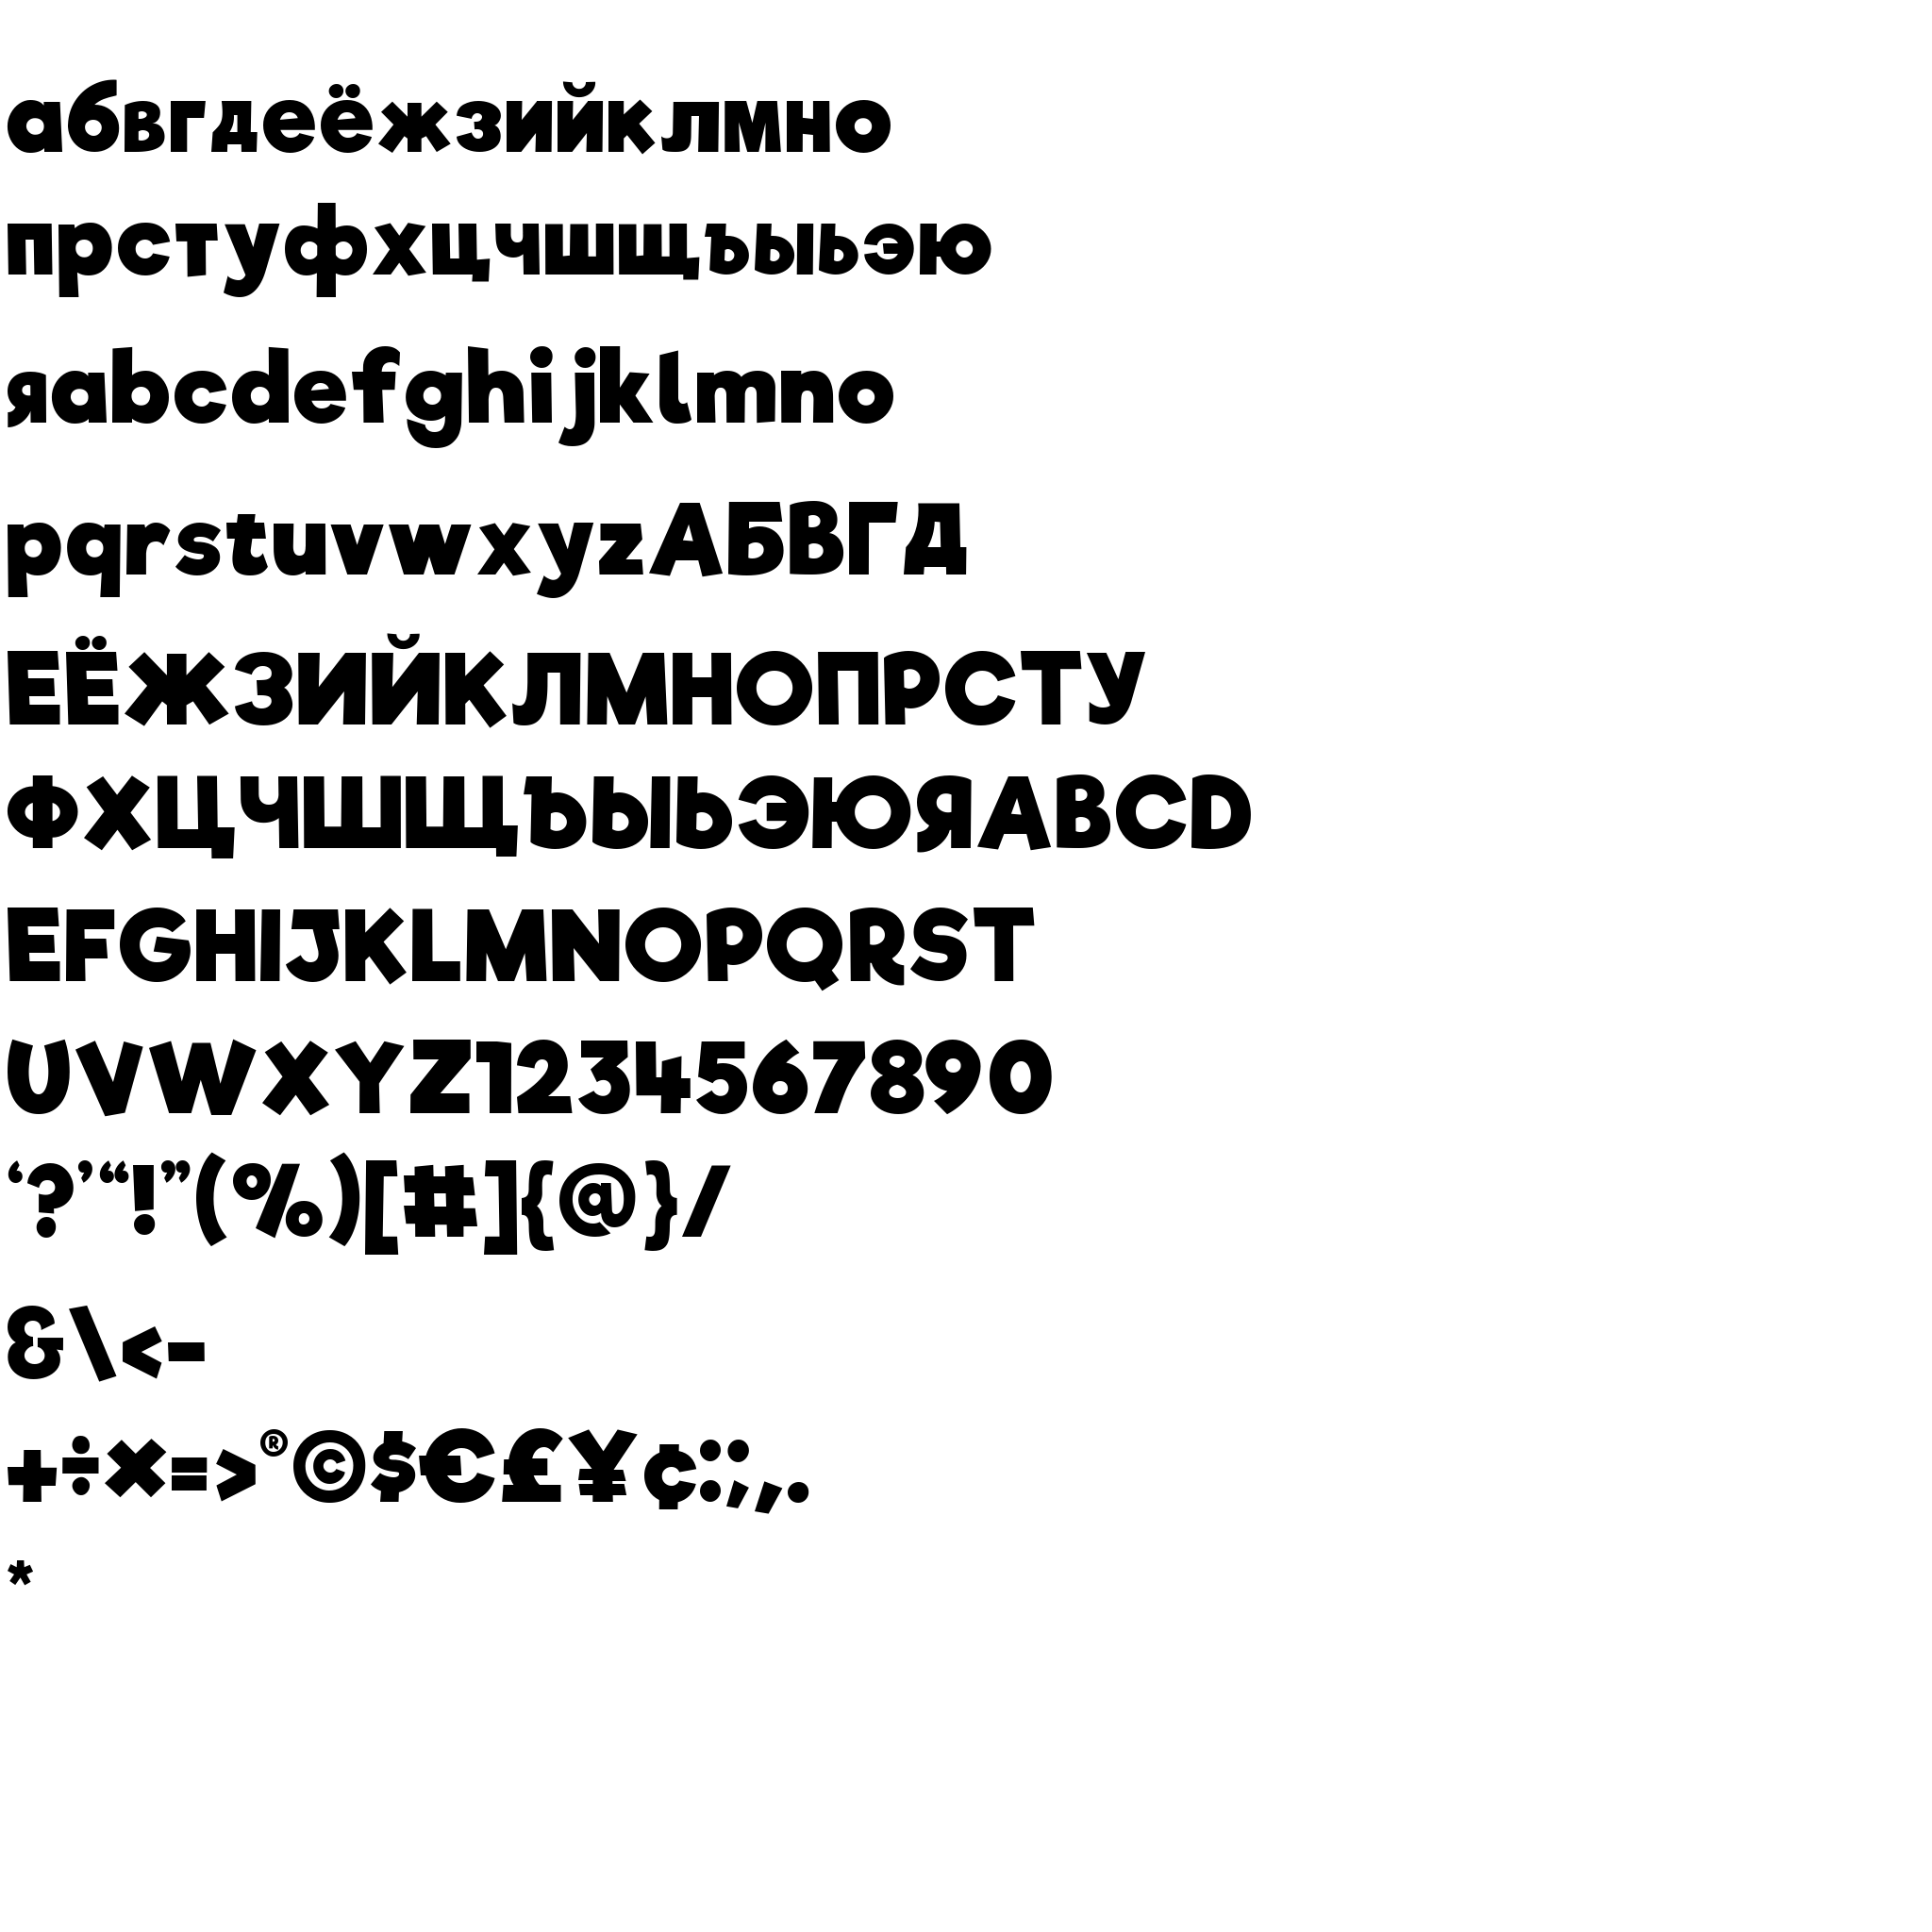 абвгдеёжзийклмно
прстуфхцчшщъыьэю
яabcdefghijklmno
pqrstuvwxyzАБВГД
ЕЁЖЗИЙКЛМНОПРСТУ
ФХЦЧШЩЪЫЬЭЮЯABCD
EFGHIJKLMNOPQRST
UVWXYZ1234567890
‘?’“!”(%)[#]{@}/
&\<-
+÷×=>®©$€£¥¢:;,.
*